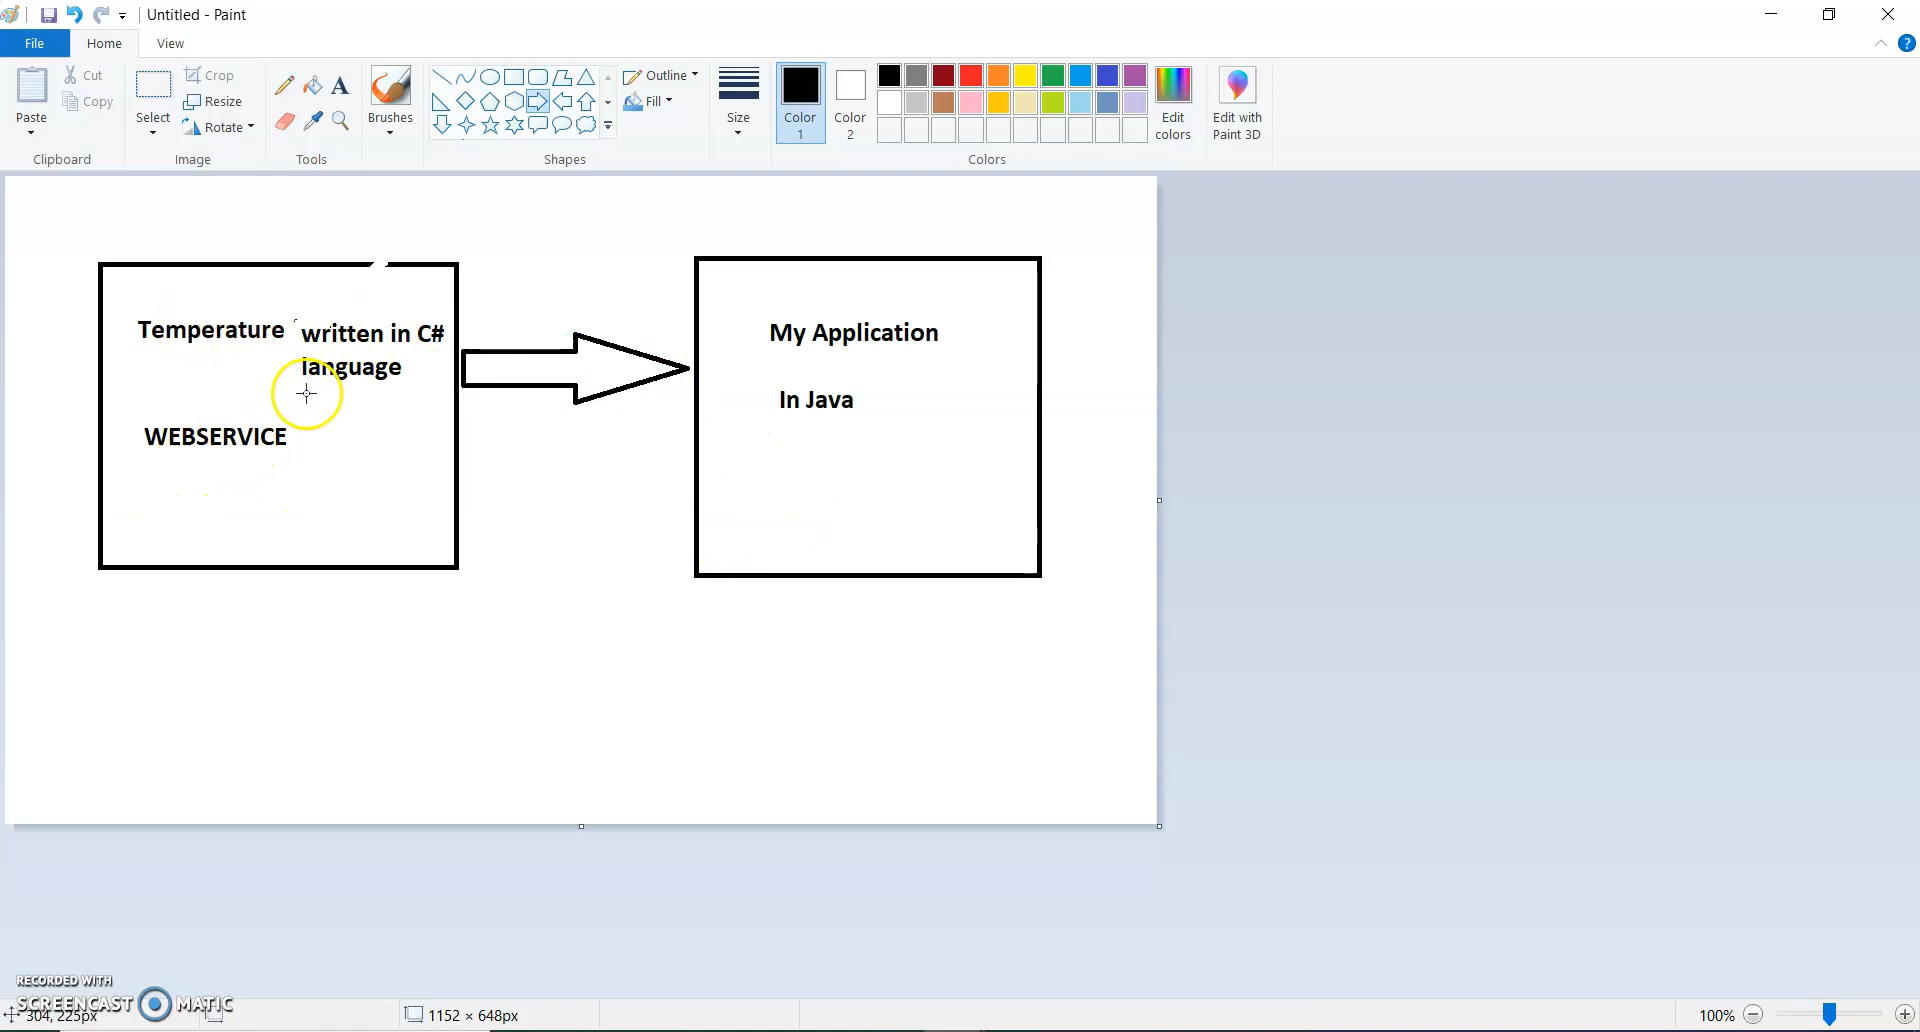 Untitled - Paint
File Home View
Paste
Cut
Copy
Clipboard
Select
Crop
Resize
Rotate
Image
Tools
Brushes
Shapes
Outline
Fill
Size
Color 1
Color 2
Edit colors
Colors
Edit with Paint 3D
Temperature
written in C#
language
WEBSERVICE
My Application
In Java
RECORDED WITH
SCREENCAST MATIC
304, 225px
1152 × 648px
100%